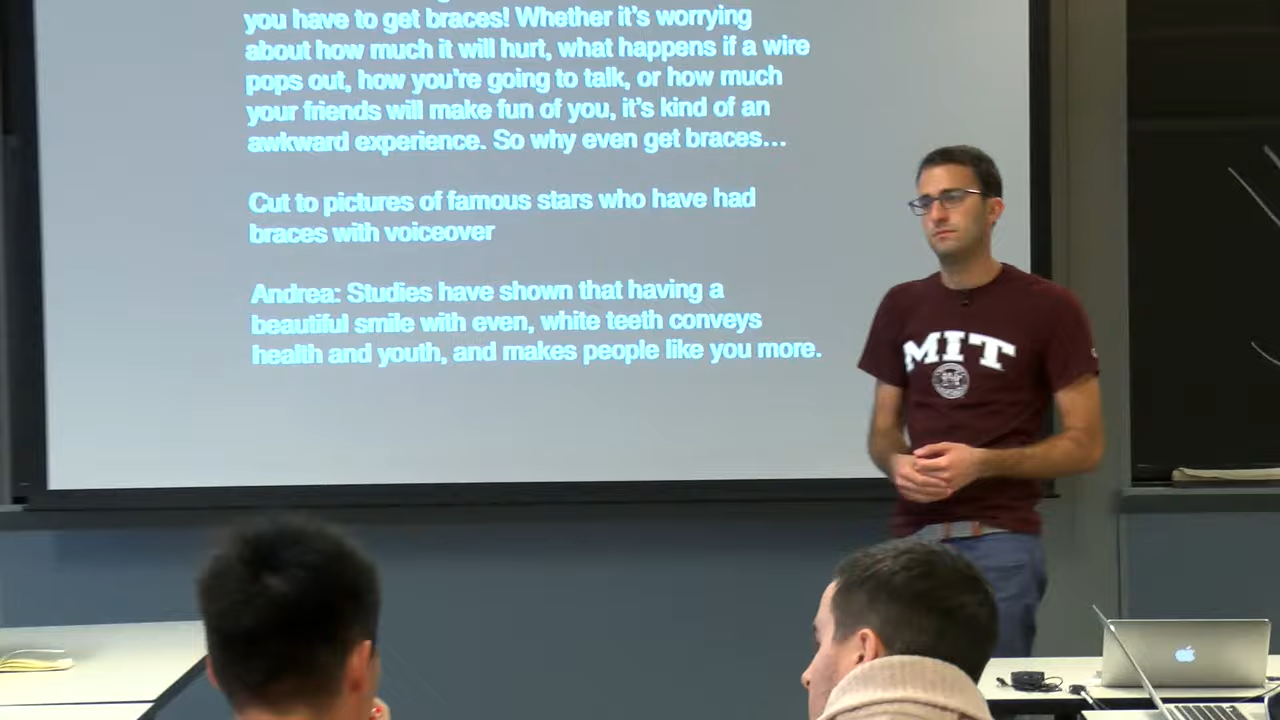 you have to get braces! Whether it's worrying
about how much it will hurt, what happens if a wire
pops out, how you're going to talk, or how much
your friends will make fun of you, it's kind of an
awkward experience. So why even get braces…
Cut to pictures of famous stars who have had
braces with voiceover
Andrea: Studies have shown that having a
beautiful smile with even, white teeth conveys
health and youth, and makes people like you more.
MIT